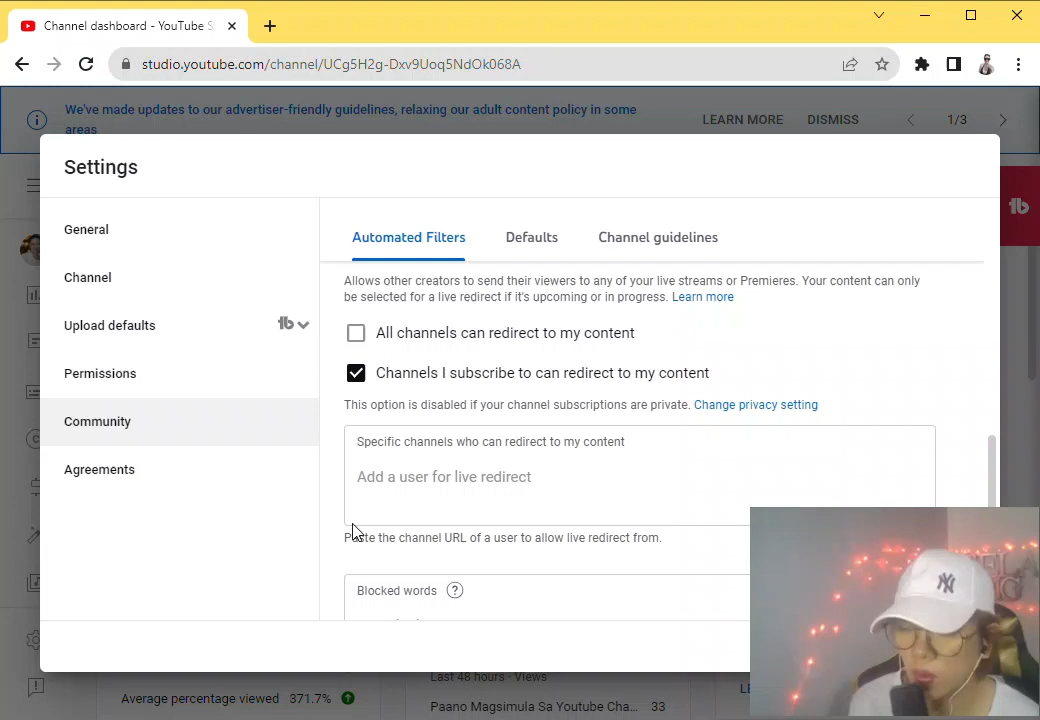 Channel dashboard - YouTube S
studio.youtube.com/channel/UCg5H2g-Dxv9Uoq5NdOk068A
We've made updates to our advertiser-friendly guidelines, relaxing our adult content policy in some
areas
LEARN MORE
DISMISS
1/3
Settings
General
Channel
Upload defaults
Permissions
Community
Agreements
Automated Filters
Defaults
Channel guidelines
Allows other creators to send their viewers to any of your live streams or Premieres. Your content can only
be selected for a live redirect if it's upcoming or in progress. Learn more
All channels can redirect to my content
Channels I subscribe to can redirect to my content
This option is disabled if your channel subscriptions are private. Change privacy setting
Specific channels who can redirect to my content
Add a user for live redirect
Paste the channel URL of a user to allow live redirect from.
Blocked words
Average percentage viewed 371.7%
Last 48 hours · Views
Paano Magsimula Sa Youtube Cha... 33